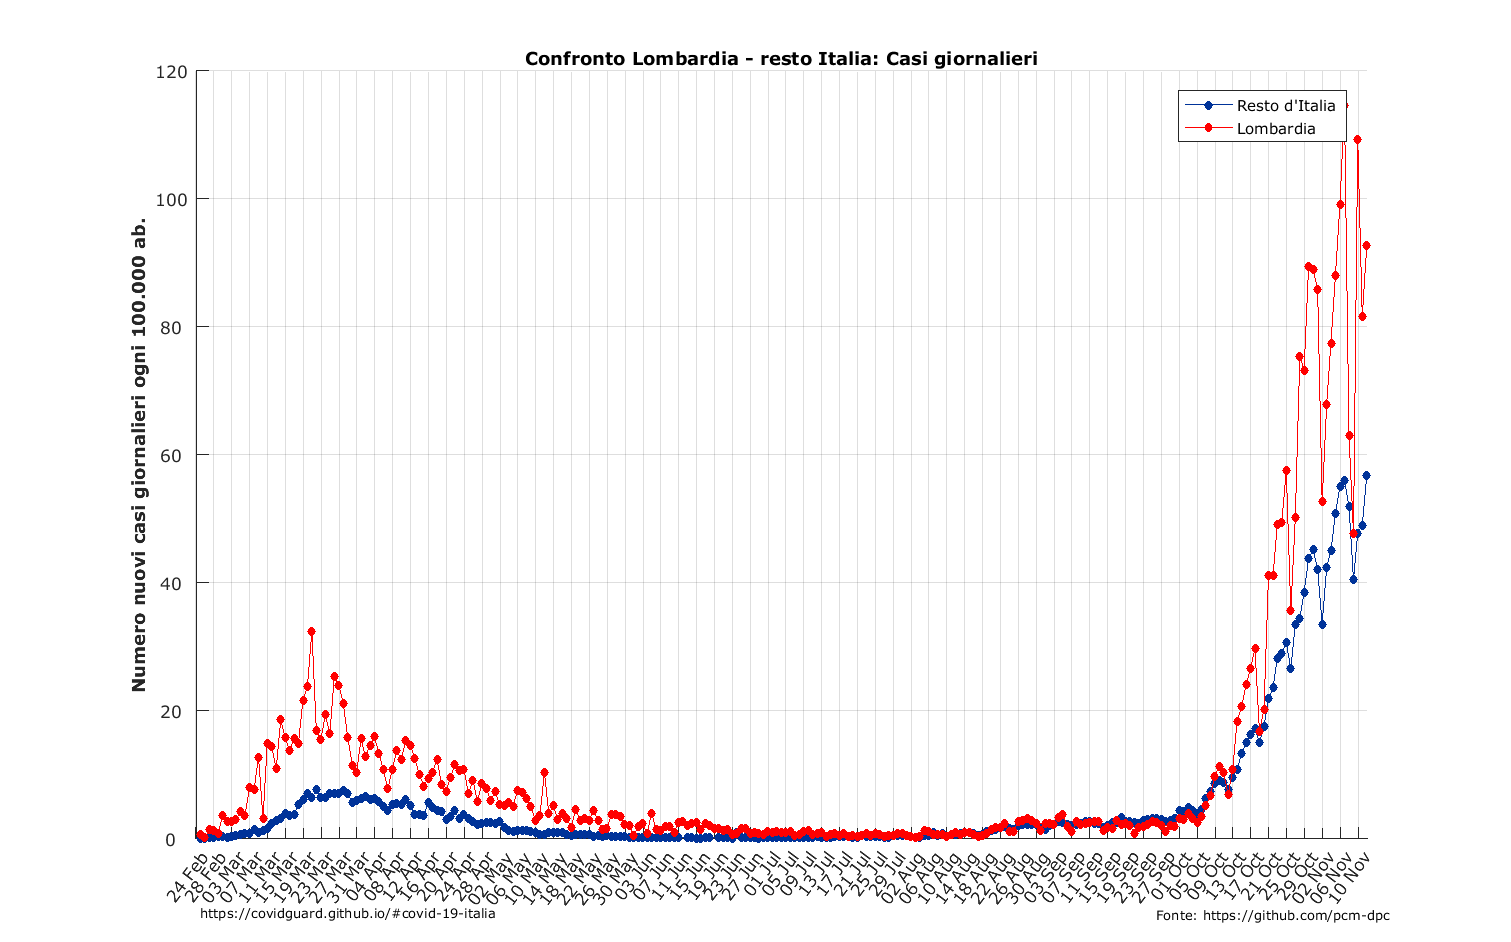 Confronto Lombardia - resto Italia: Casi giornalieri
Numero nuovi casi giornalieri ogni 100.000 ab.
120
100
80
60
40
20
0
Resto d'Italia
Lombardia
24 Feb
28 Feb
03 Mar
07 Mar
11 Mar
15 Mar
19 Mar
23 Mar
27 Mar
31 Mar
04 Apr
08 Apr
12 Apr
16 Apr
20 Apr
24 Apr
28 Apr
02 May
06 May
10 May
14 May
18 May
22 May
26 May
30 May
03 Jun
07 Jun
11 Jun
15 Jun
19 Jun
23 Jun
27 Jun
01 Jul
05 Jul
09 Jul
13 Jul
17 Jul
21 Jul
25 Jul
29 Jul
02 Aug
06 Aug
10 Aug
14 Aug
18 Aug
22 Aug
26 Aug
30 Aug
03 Sep
07 Sep
11 Sep
15 Sep
19 Sep
23 Sep
27 Sep
01 Oct
05 Oct
09 Oct
13 Oct
17 Oct
21 Oct
25 Oct
29 Oct
02 Nov
06 Nov
10 Nov
https://covidguard.github.io/#covid-19-italia
Fonte: https://github.com/pcm-dpc